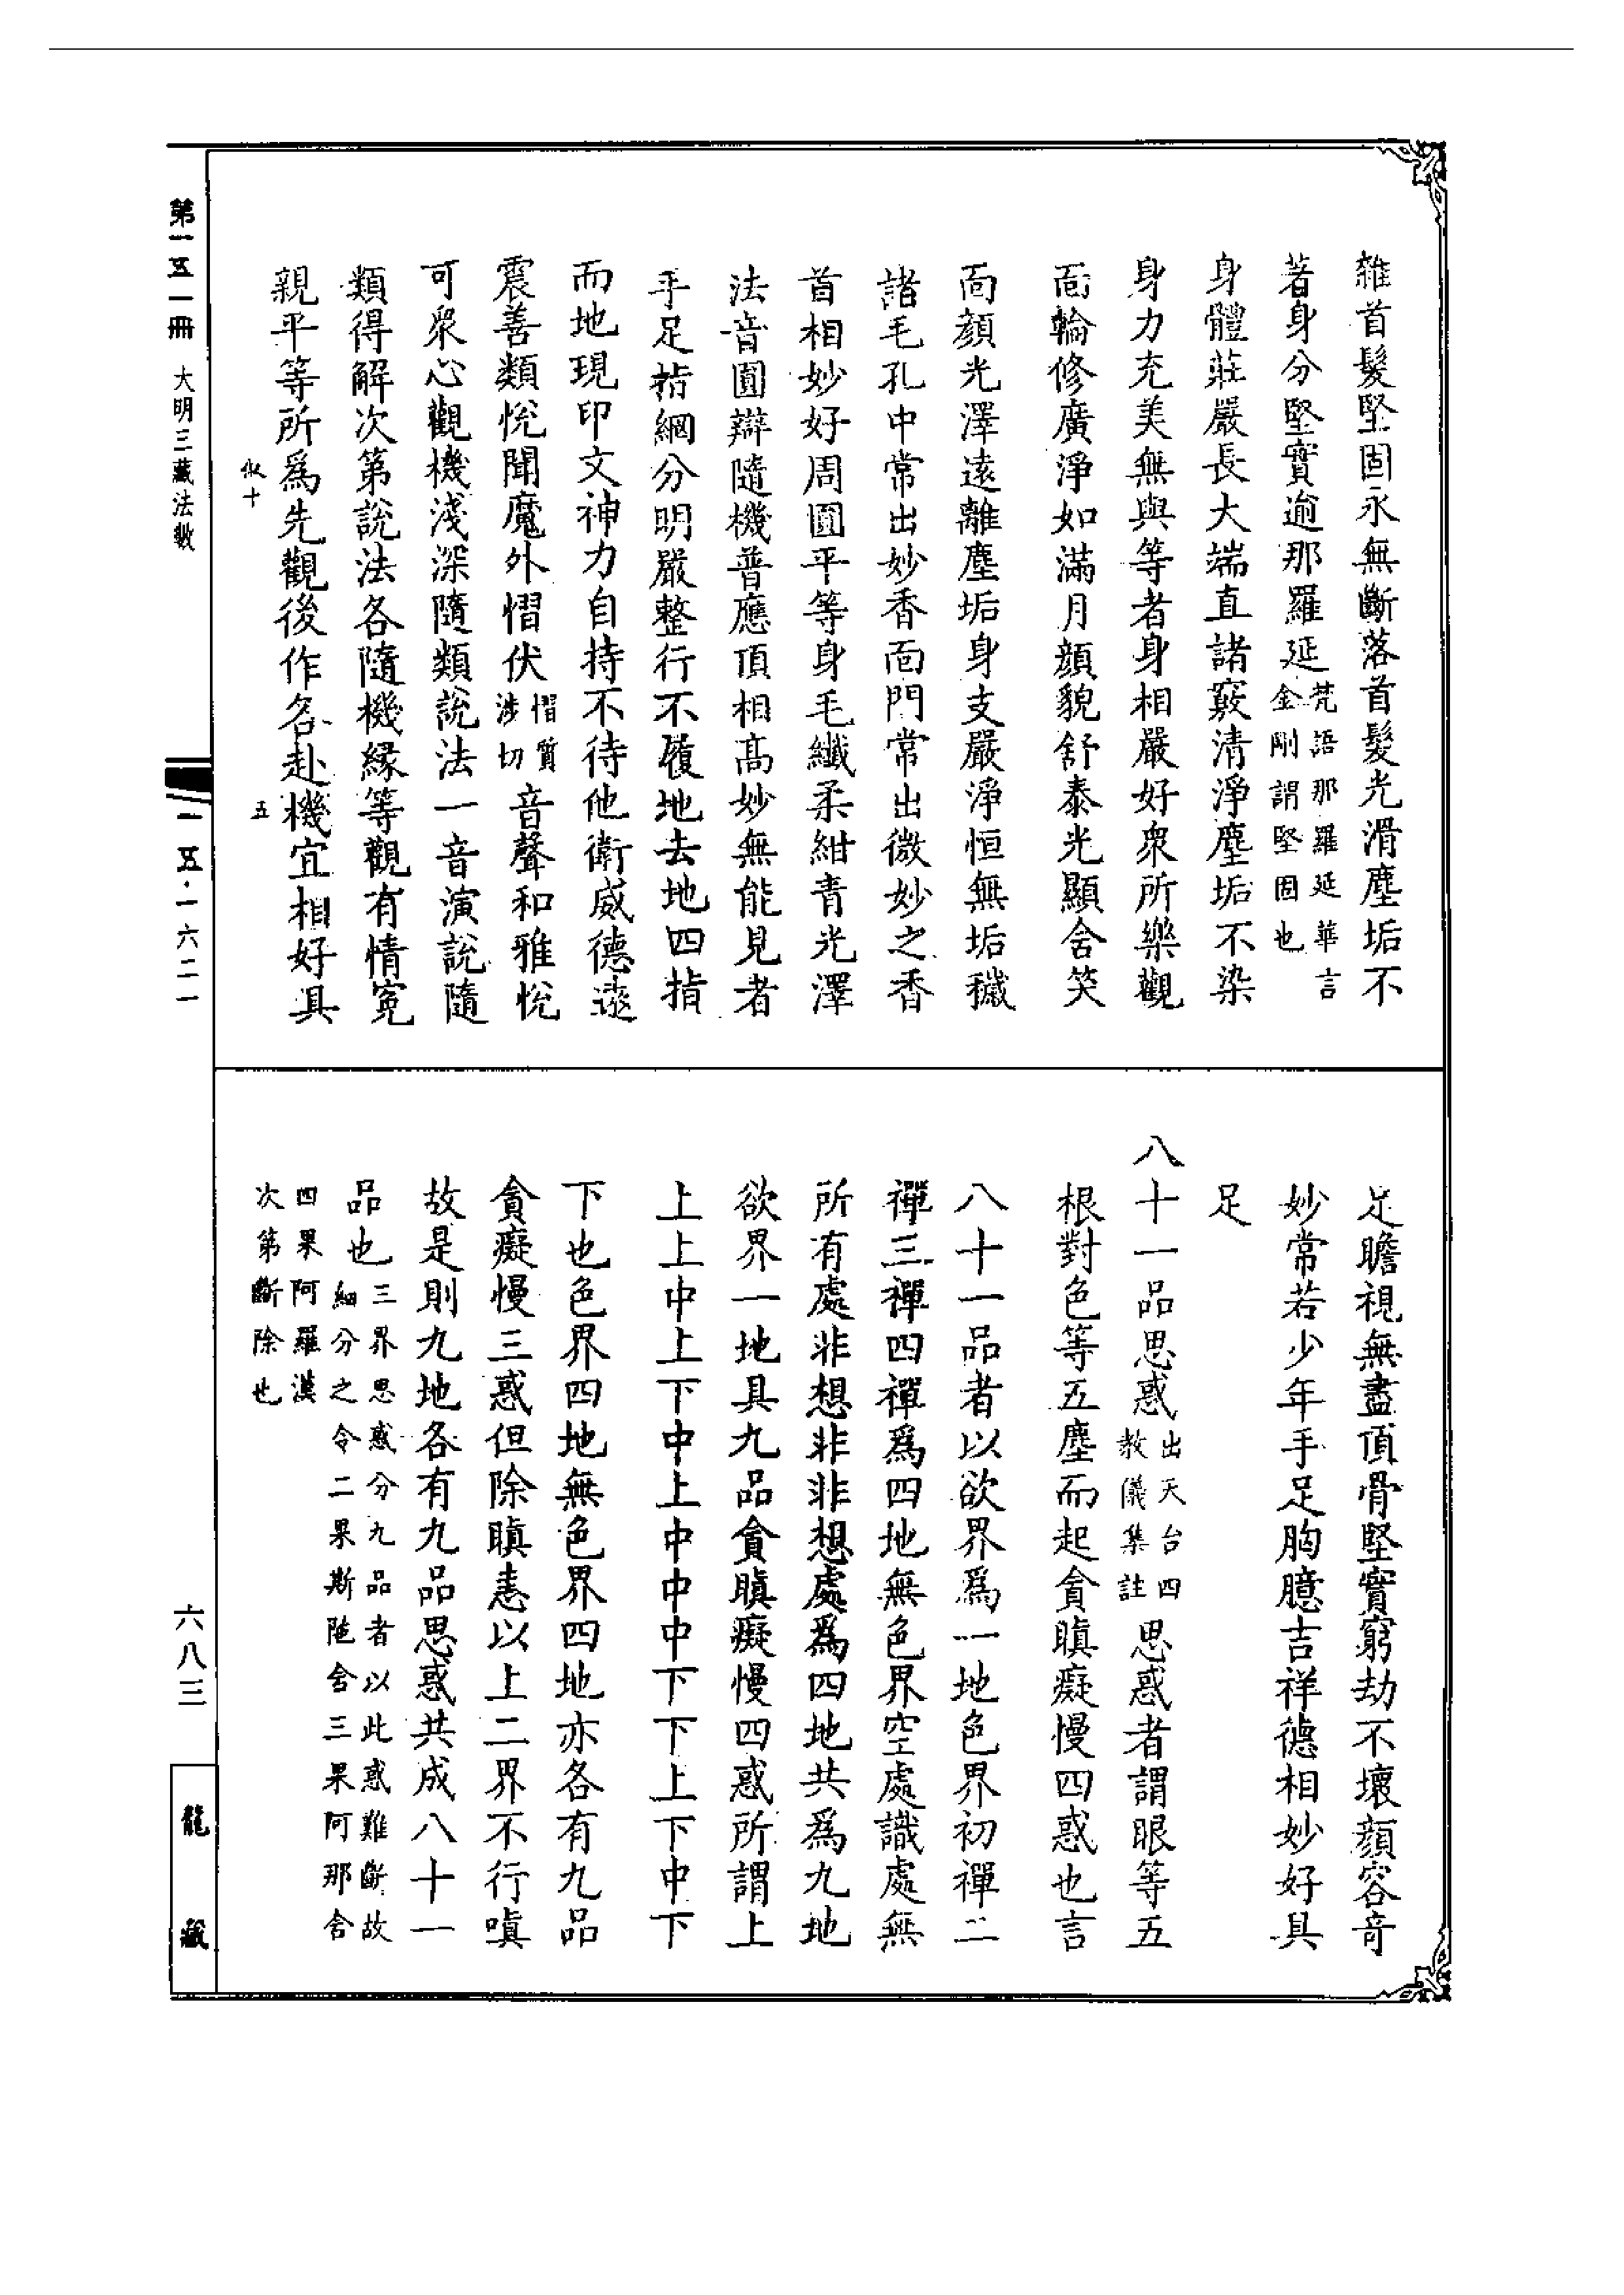 雜首髮堅固永無斷落首髮光滑塵垢不
著身分堅實逾那羅延梵語那羅延華言金剛謂堅固也
身體莊嚴長大端直諸竅清淨塵垢不染
身力充美無與等者身相嚴好衆所樂觀
面輪修廣淨如滿月顏貌舒泰光顯含笑
面顏光澤遠離塵垢身支嚴淨恒無垢穢
諸毛孔中常出妙香面門常出微妙之香
首相妙好周圓平等身毛纖柔紺青光澤
法音圓辯隨機普應頂相高妙無能見者
手足指網分明嚴整行不履地去地四指
而地現印文神力自持不待他衛威德遠
震善類悅聞魔外慴伏慴質涉切音聲和雅悅
可衆心觀機淺深隨類說法一音演說隨
類得解次第說法各隨機緣等觀有情寃
親平等所爲先觀後作各赴機宜相好具
足瞻視無盡頂骨堅實窮劫不壞顏容奇
妙常若少年手足胸臆吉祥德相妙好具
足
八十一品思惑出天台四教儀集註思惑者謂眼等五
根對色等五塵而起貪瞋癡慢四惑也言
八十一品者以欲界爲一地色界初禪二
禪三禪四禪爲四地無色界空處識處無
所有處非想非非想處爲四地共爲九地
欲界一地具九品貪瞋癡慢四惑所謂上
上上中上下中上中中中下下上下中下
下也色界四地無色界四地亦各有九品
貪癡慢三惑但除瞋恚以上二界不行嗔
故是則九地各有九品思惑共成八十一
品也三界思惑分九品者以此惑難斷故細分之令二果斯陁含三果阿那含
四果阿羅漢次第斷除也
第一五一冊 大明三藏法數
十
五
一五·一六二一
六八三
龍藏